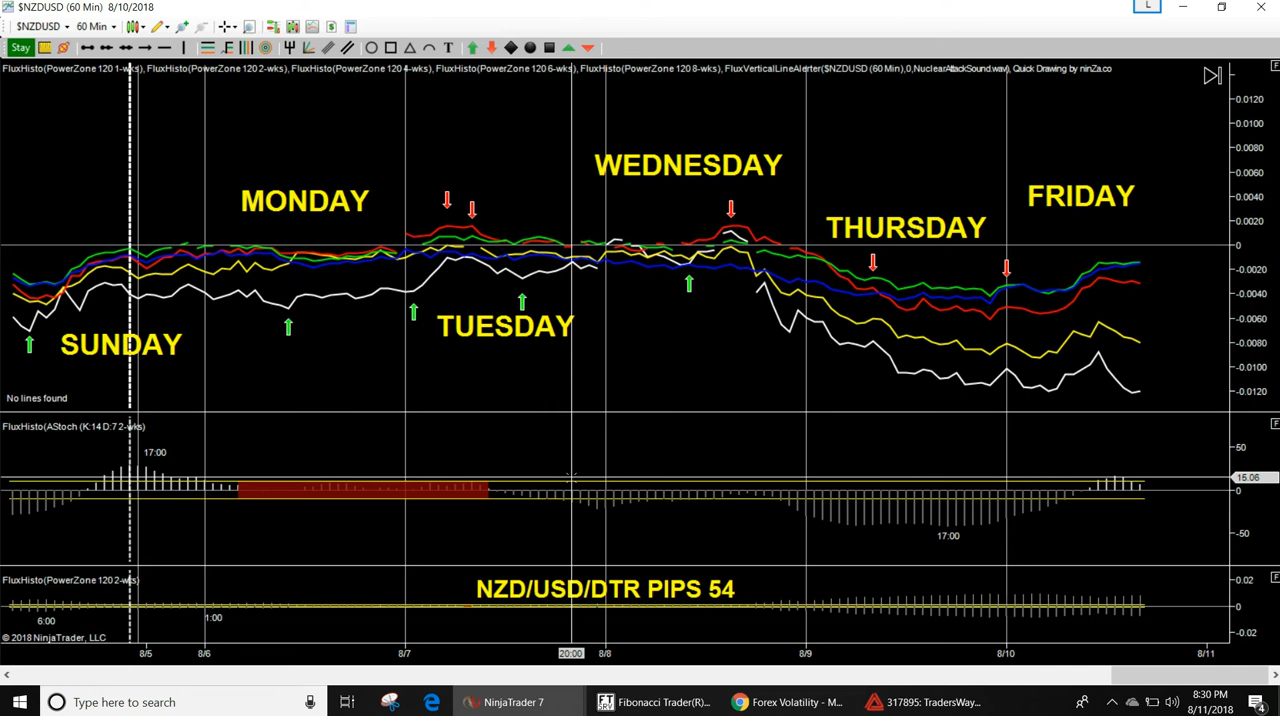 $NZDUSD (60 Min) 8/10/2018
L
$NZDUSD 60 Min
$
Stay T
FluxHisto(PowerZone 120 1-wks), FluxHisto(PowerZone 120 2-wks), FluxHisto(PowerZone 120 4-wks), FluxHisto(PowerZone 120 6-wks), FluxHisto(PowerZone 120 8-wks), FluxVerticalLineAlerter($NZDUSD (60 Min),0,NuclearAttackSound.wav), Quick Drawing by ninZa.co
F
0.0120
0.0100
0.0080
0.0060
0.0040
0.0020
0
-0.0020
-0.0040
-0.0060
-0.0080
-0.0100
-0.0120
WEDNESDAY
MONDAY
FRIDAY
THURSDAY
TUESDAY
SUNDAY
No lines found
FluxHisto(AStoch (K:14 D:7 2-wks)
F
17:00
50
15.06
0
-50
17:00
FluxHisto(PowerZone 120 2-wks)
F
NZD/USD/DTR PIPS 54
0.02
0
-0.02
6:00
1:00
© 2018 NinjaTrader, LLC
8/5 8/6 8/7 20:00 8/8 8/9 8/10 8/11
Type here to search
NinjaTrader 7
FT SRV
Fibonacci Trader(R)...
Forex Volatility - M...
317895: TradersWay...
8:30 PM
8/11/2018
4